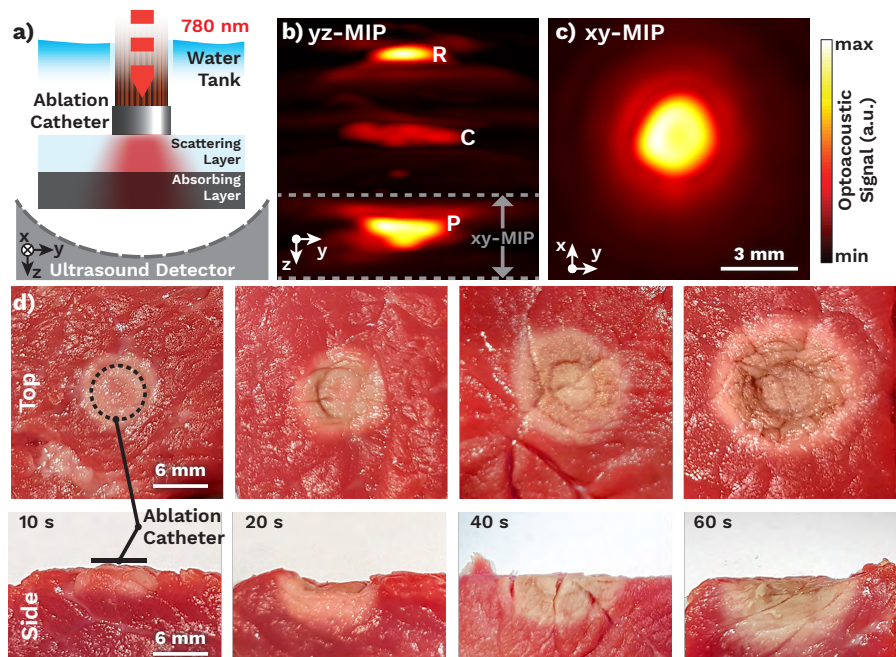 a)
780 nm
Water
Tank
Ablation
Catheter
Scattering
Layer
Absorbing
Layer
x
y
z
Ultrasound Detector
b) yz-MIP
R
C
P
xy-MIP
y
z
c) xy-MIP
x
y
3 mm
max
Optoacoustic
Signal (a.u.)
min
d)
Top
6 mm
10 s
Ablation
Catheter
20 s
40 s
60 s
Side
6 mm